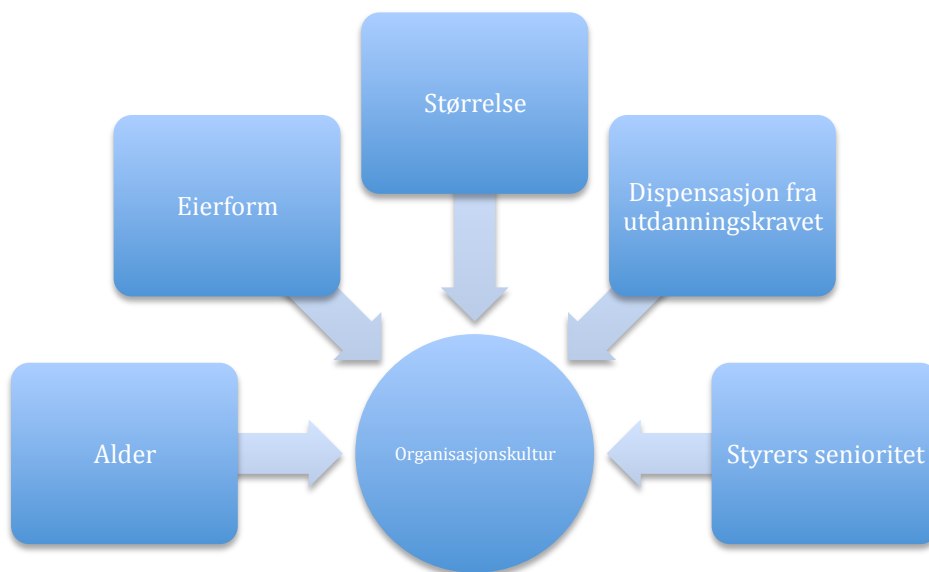 Størrelse
Eierform
Dispensasjon fra
utdanningskravet
Alder
Organisasjonskultur
Styrers senioritet